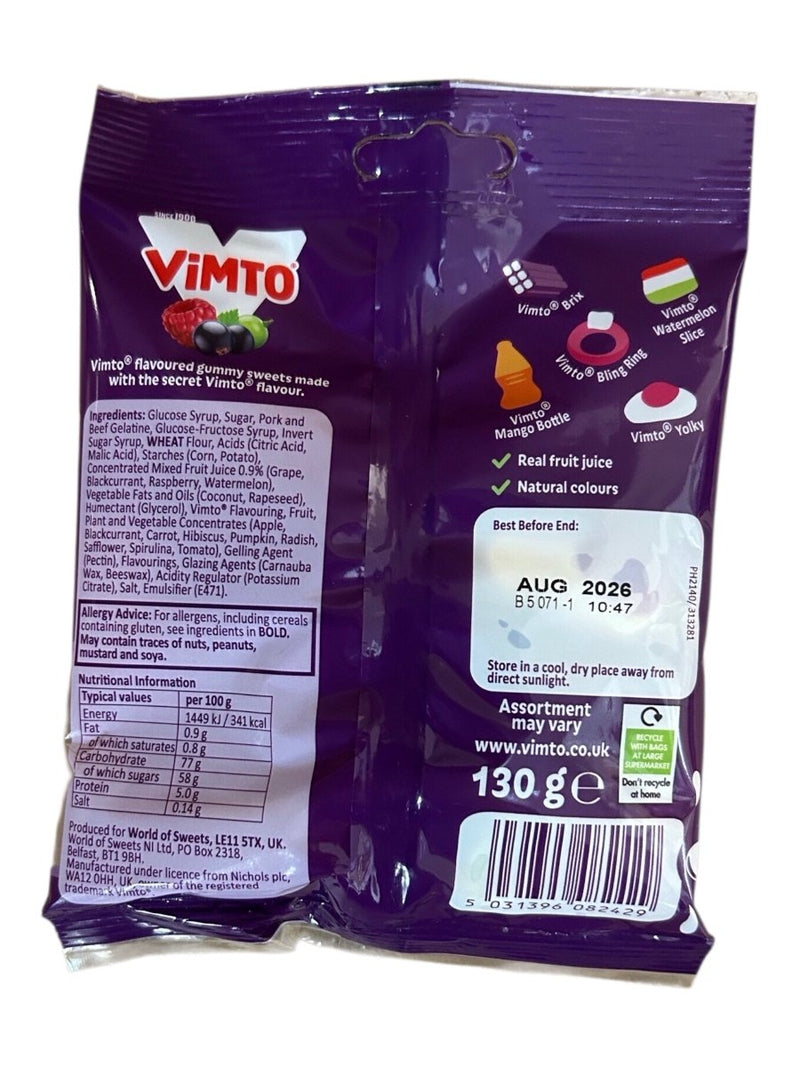 SINCE 1908
ViMTO®
Vimto® flavoured gummy sweets made
with the secret Vimto® flavour.
Ingredients: Glucose Syrup, Sugar, Pork and
Beef Gelatine, Glucose-Fructose Syrup, Invert
Sugar Syrup, WHEAT Flour, Acids (Citric Acid,
Malic Acid), Starches (Corn, Potato),
Concentrated Mixed Fruit Juice 0.9% (Grape,
Blackcurrant, Raspberry, Watermelon),
Vegetable Fats and Oils (Coconut, Rapeseed),
Humectant (Glycerol), Vimto® Flavouring, Fruit,
Plant and Vegetable Concentrates (Apple,
Blackcurrant, Carrot, Hibiscus, Pumpkin, Radish,
Safflower, Spirulina, Tomato), Gelling Agent
(Pectin), Flavourings, Glazing Agents (Carnauba
Wax, Beeswax), Acidity Regulator (Potassium
Citrate), Salt, Emulsifier (E471).
Allergy Advice: For allergens, including cereals
containing gluten, see ingredients in BOLD.
May contain traces of nuts, peanuts,
mustard and soya.
Nutritional Information
Typical values per 100 g
Energy 1449 kJ / 341 kcal
Fat 0.9 g
of which saturates 0.8 g
Carbohydrate 77 g
of which sugars 58 g
Protein 5.0 g
Salt 0.14 g
Produced for World of Sweets, LE11 5TX, UK.
World of Sweets NI Ltd, PO Box 2318,
Belfast, BT1 9BH.
Manufactured under licence from Nichols plc,
WA12 0HH, UK, owner of the registered
trademark Vimto®
Vimto® Brix
Vimto®
Watermelon
Slice
Vimto® Bling Ring
Vimto®
Mango Bottle
Vimto® Yolky
Real fruit juice
Natural colours
Best Before End:
AUG 2026
B 5 071 -1 10:47
PH2140/313281
Store in a cool, dry place away from
direct sunlight.
Assortment
may vary
www.vimto.co.uk
130 g e
RECYCLE
WITH BAGS
AT LARGE
SUPERMARKET
Don't recycle
at home
5 031396 082429